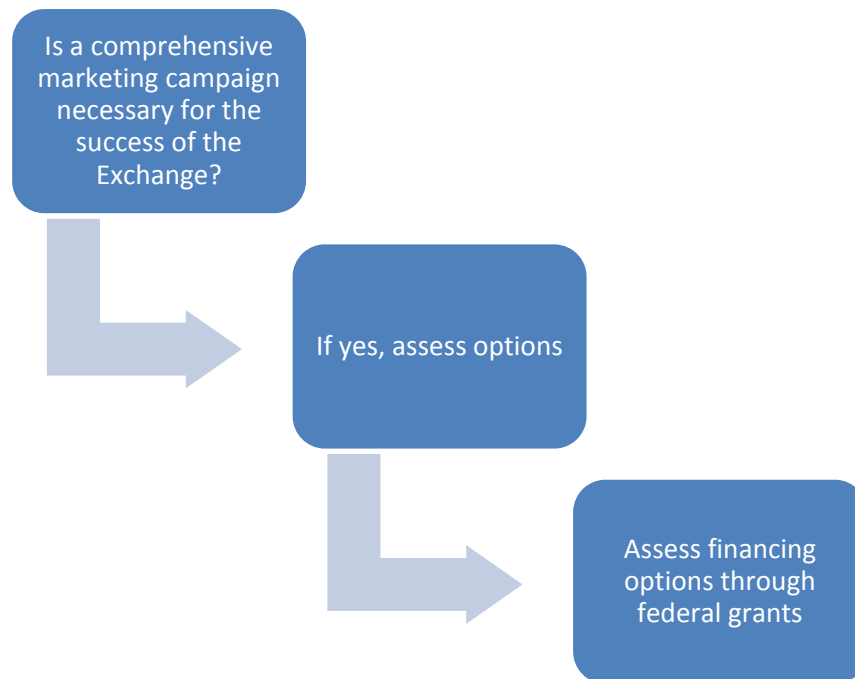 Is a comprehensive
marketing campaign
necessary for the
success of the
Exchange?
If yes, assess options
Assess financing
options through
federal grants